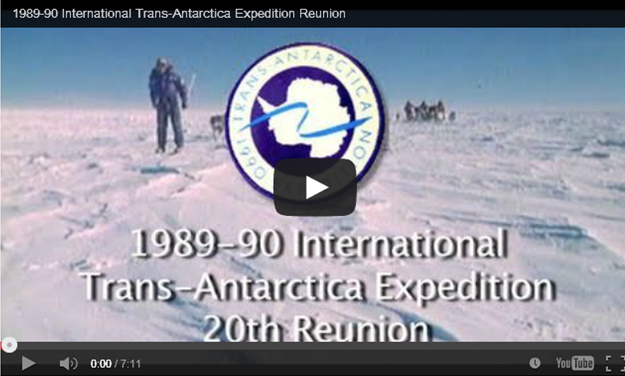 1989-90 International Trans-Antarctica Expedition Reunion
1990 TRANS-ANTARCTICA
1989-90 International
Trans-Antarctica Expedition
20th Reunion
0:00 / 7:11
YouTube